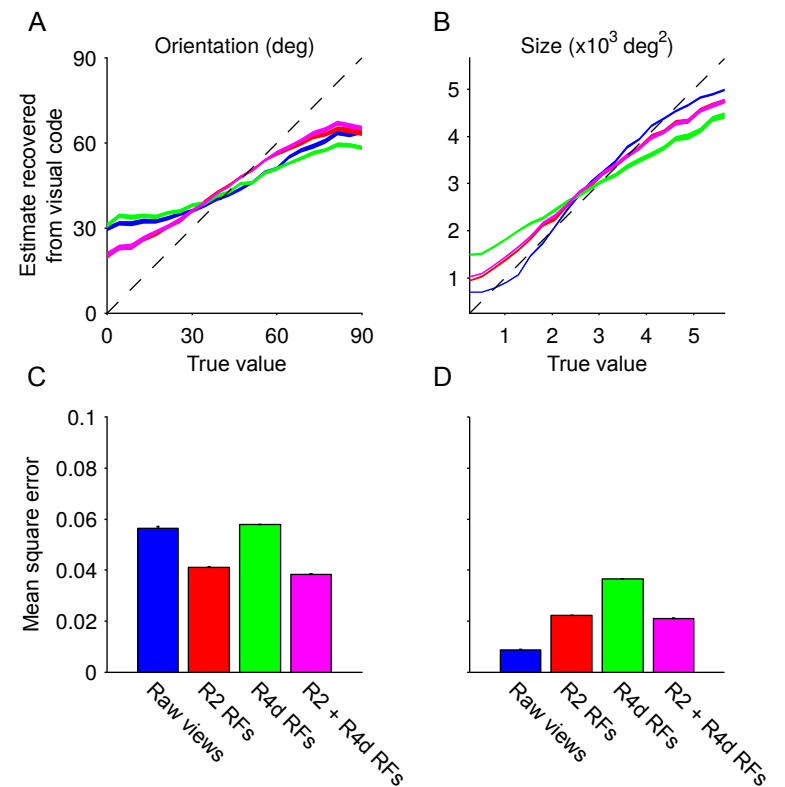 A
B
Orientation (deg)
Size (x10³ deg²)
Estimate recovered
from visual code
90
60
30
0
0 30 60 90
True value
5
4
3
2
1
1 2 3 4 5
True value
C
D
Mean square error
0.1
0.08
0.06
0.04
0.02
0
Raw views
R2 RFs
R4d RFs
R2 + R4d RFs
Raw views
R2 RFs
R4d RFs
R2 + R4d RFs